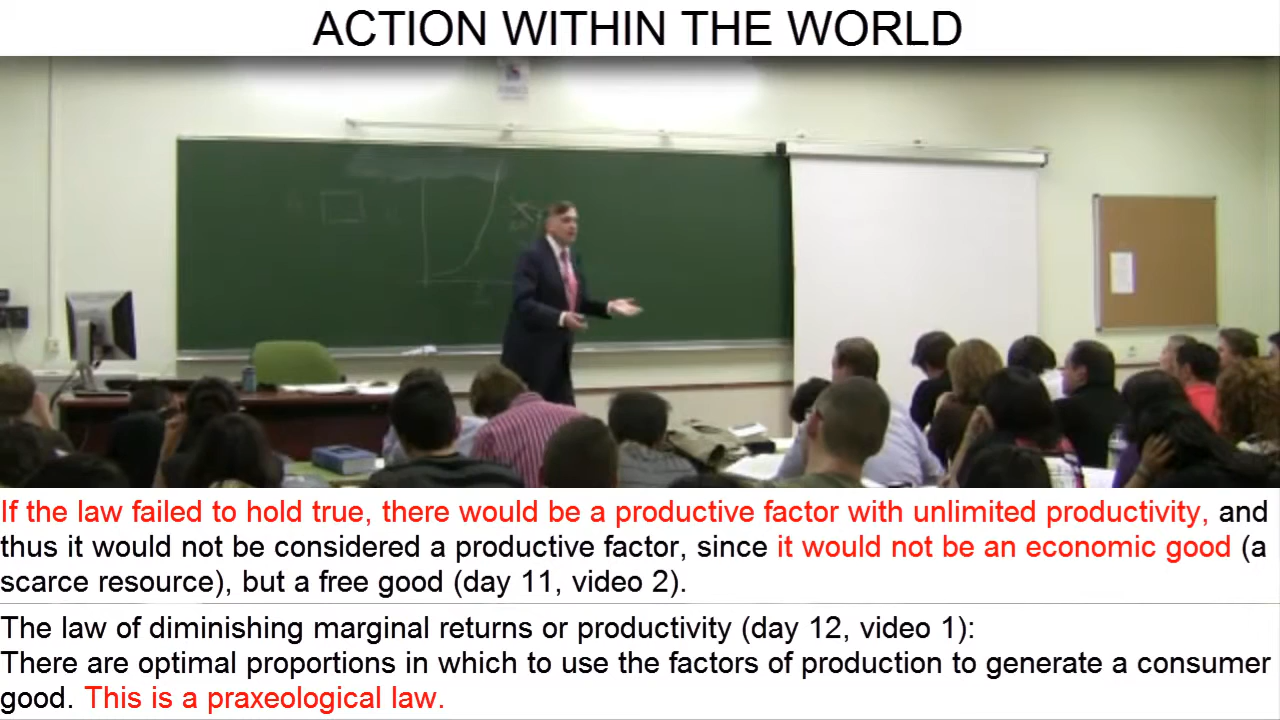 ACTION WITHIN THE WORLD
If the law failed to hold true, there would be a productive factor with unlimited productivity, and
thus it would not be considered a productive factor, since it would not be an economic good (a
scarce resource), but a free good (day 11, video 2).
The law of diminishing marginal returns or productivity (day 12, video 1):
There are optimal proportions in which to use the factors of production to generate a consumer
good. This is a praxeological law.